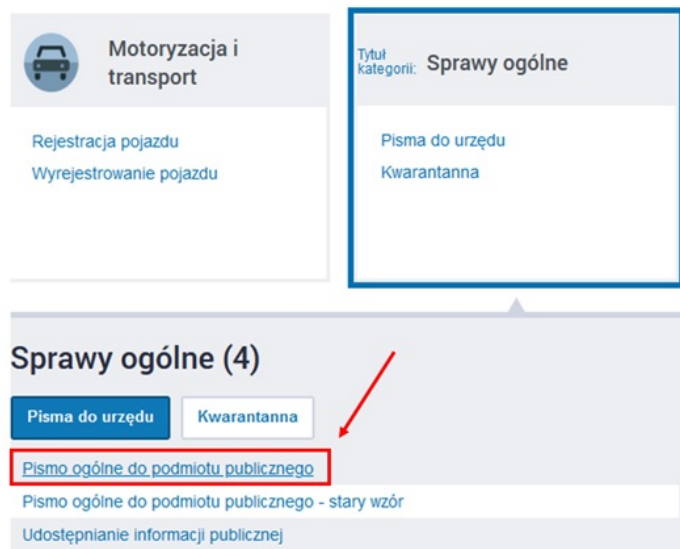 Motoryzacja i
transport
Rejestracja pojazdu
Wyrejestrowanie pojazdu
Tytuł
kategorii: Sprawy ogólne
Pisma do urzędu
Kwarantanna
Sprawy ogólne (4)
Pisma do urzędu
Kwarantanna
Pismo ogólne do podmiotu publicznego
Pismo ogólne do podmiotu publicznego - stary wzór
Udostępnianie informacji publicznej